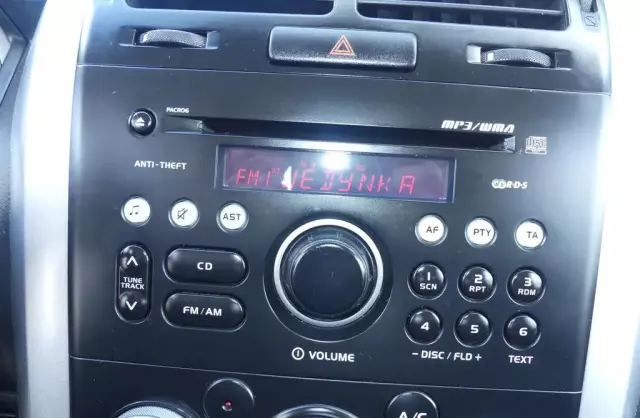 PACR06
MP3/WMA
ANTI-THEFT
FM1 JEDYNKA
R·D·S
AST
AF
PTY
TA
TUNE
TRACK
CD
FM/AM
1
SCN
2
RPT
3
RDM
4
5
6
VOLUME
- DISC / FLD +
TEXT
A/C